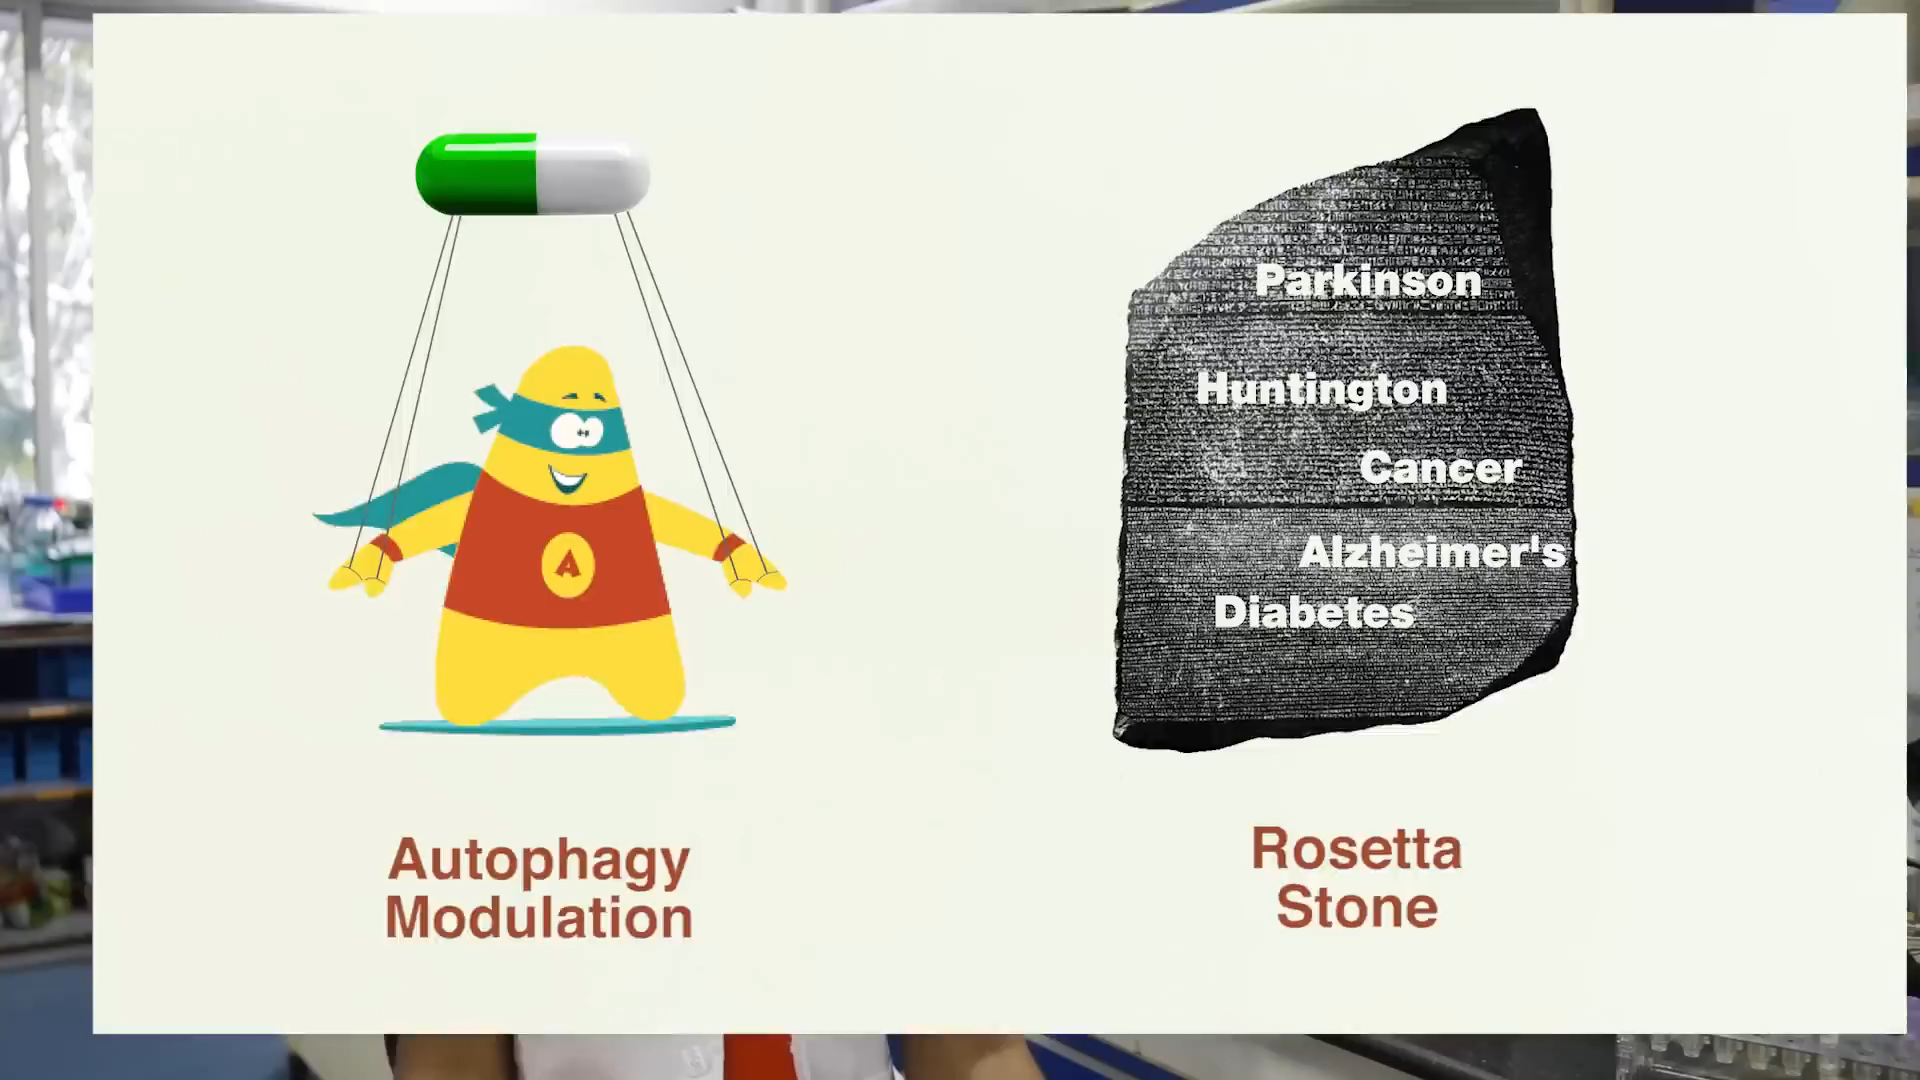 A
Autophagy
Modulation
Parkinson
Huntington
Cancer
Alzheimer's
Diabetes
Rosetta
Stone